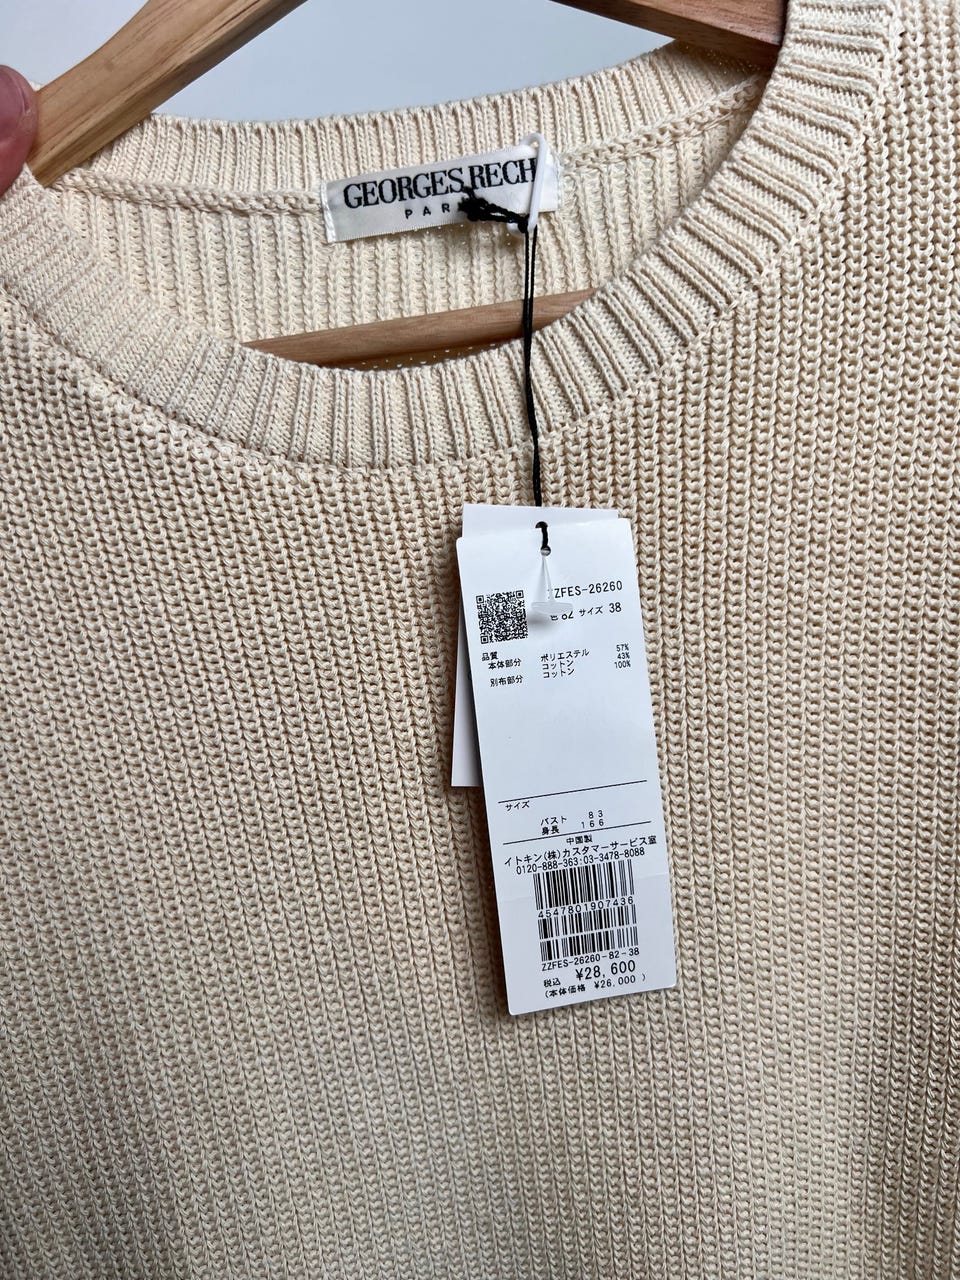 GEORGES RECH
ZZFES-26260
色 82 サイズ 38
品質
本体部分 ポリエステル 57%
コットン 43%
別布部分 コットン 100%
サイズ
バスト 83
身長 166
中国製
イトキン(株)カスタマーサービス室
0120-888-363:03-3478-8088
4547801907436
ZZFES-26260-82-38
税込 ¥28,600
(本体価格 ¥26,000 )